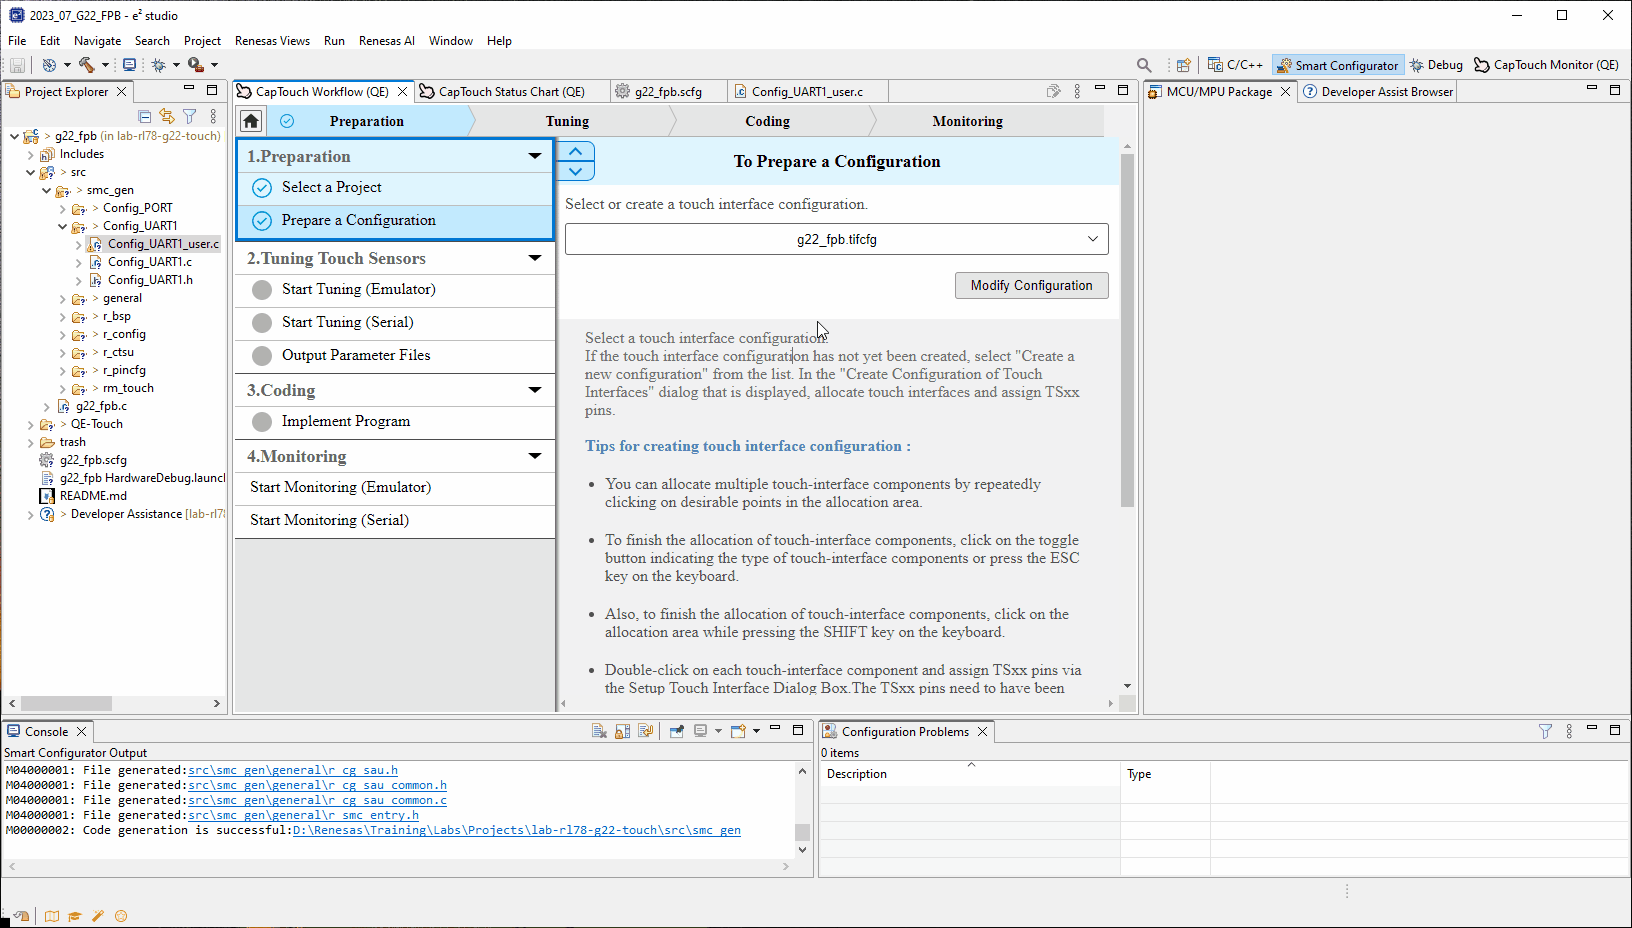 2023_07_G22_FPB - e² studio
File Edit Navigate Search Project Renesas Views Run Renesas AI Window Help
C/C++ Smart Configurator Debug CapTouch Monitor (QE)
Project Explorer
g22_fpb (in lab-rl78-g22-touch)
Includes
src
smc_gen
Config_PORT
Config_UART1
Config_UART1_user.c
Config_UART1.c
Config_UART1.h
general
r_bsp
r_config
r_ctsu
r_pincfg
rm_touch
g22_fpb.c
QE-Touch
trash
g22_fpb.scfg
g22_fpb HardwareDebug.launc
README.md
Developer Assistance [lab-rl7
CapTouch Workflow (QE) CapTouch Status Chart (QE) g22_fpb.scfg Config_UART1_user.c
Preparation Tuning Coding Monitoring
1.Preparation
Select a Project
Prepare a Configuration
2.Tuning Touch Sensors
Start Tuning (Emulator)
Start Tuning (Serial)
Output Parameter Files
3.Coding
Implement Program
4.Monitoring
Start Monitoring (Emulator)
Start Monitoring (Serial)
To Prepare a Configuration
Select or create a touch interface configuration.
g22_fpb.tifcfg
Modify Configuration
Select a touch interface configuration.
If the touch interface configuration has not yet been created, select "Create a
new configuration" from the list. In the "Create Configuration of Touch
Interfaces" dialog that is displayed, allocate touch interfaces and assign TSxx
pins.
Tips for creating touch interface configuration :
• You can allocate multiple touch-interface components by repeatedly
clicking on desirable points in the allocation area.
• To finish the allocation of touch-interface components, click on the toggle
button indicating the type of touch-interface components or press the ESC
key on the keyboard.
• Also, to finish the allocation of touch-interface components, click on the
allocation area while pressing the SHIFT key on the keyboard.
• Double-click on each touch-interface component and assign TSxx pins via
the Setup Touch Interface Dialog Box.The TSxx pins need to have been
MCU/MPU Package Developer Assist Browser
Console
Smart Configurator Output
M04000001: File generated:src\smc_gen\general\r_cg_sau.h
M04000001: File generated:src\smc_gen\general\r_cg_sau_common.h
M04000001: File generated:src\smc_gen\general\r_cg_sau_common.c
M04000001: File generated:src\smc_gen\general\r_smc_entry.h
M00000002: Code generation is successful:D:\Renesas\Training\Labs\Projects\lab-rl78-g22-touch\src\smc_gen
Configuration Problems
0 items
Description Type